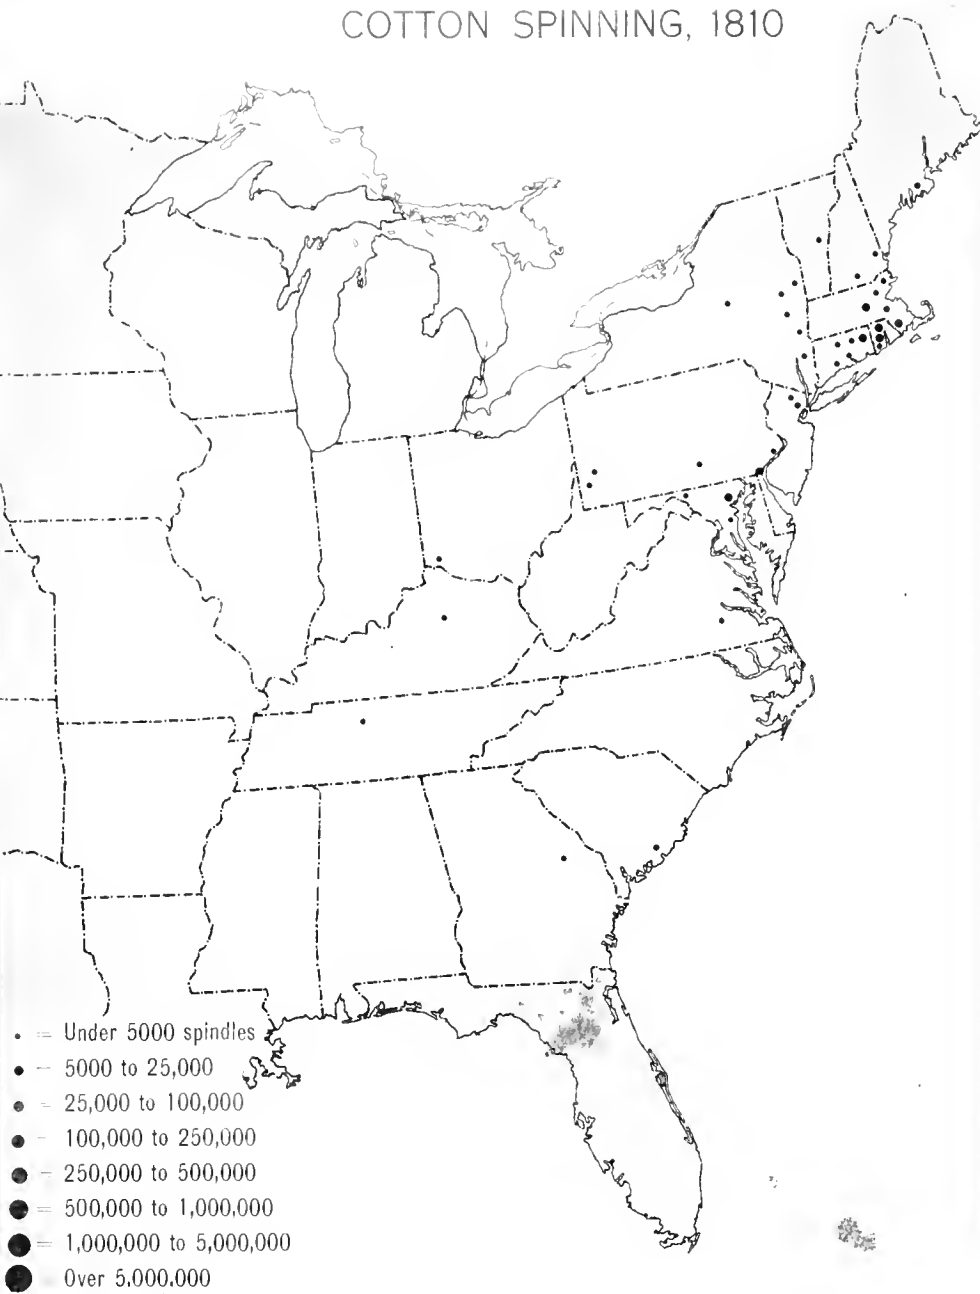 COTTON SPINNING, 1810
= Under 5000 spindles
= 5000 to 25,000
= 25,000 to 100,000
- 100,000 to 250,000
- 250,000 to 500,000
= 500,000 to 1,000,000
= 1,000,000 to 5,000,000
Over 5,000,000